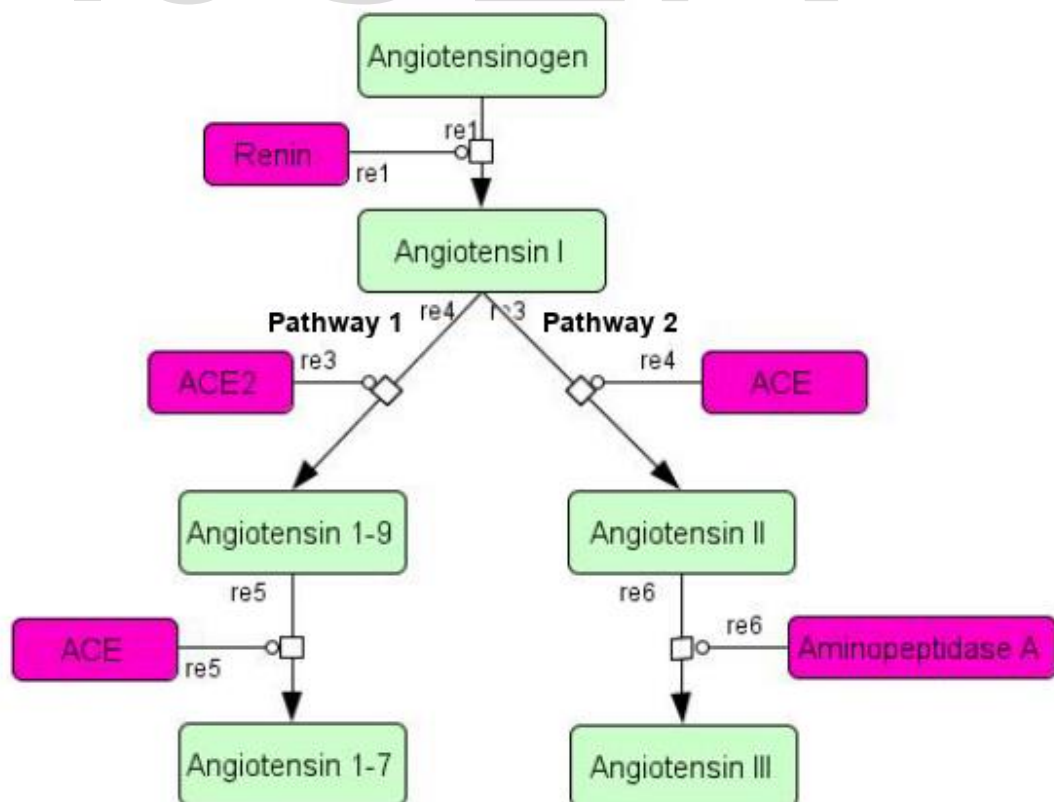 Angiotensinogen
re1
Renin
re1
Angiotensin I
re4
re3
Pathway 1
Pathway 2
re3
re4
ACE2
ACE
Angiotensin 1-9
Angiotensin II
re5
re6
re6
ACE
re5
Aminopeptidase A
Angiotensin 1-7
Angiotensin III